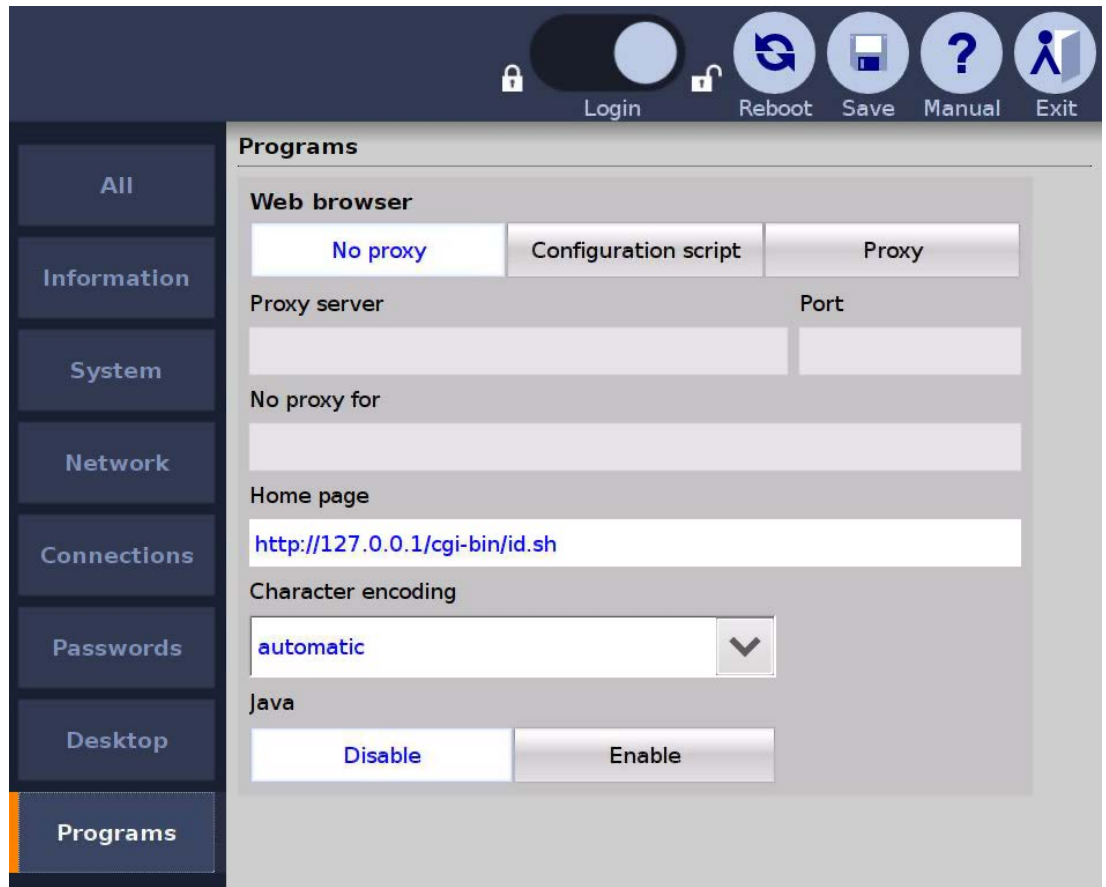 Login
Reboot
Save
Manual
Exit
All
Information
System
Network
Connections
Passwords
Desktop
Programs
Programs
Web browser
No proxy
Configuration script
Proxy
Proxy server
Port
No proxy for
Home page
http://127.0.0.1/cgi-bin/id.sh
Character encoding
automatic
Java
Disable
Enable